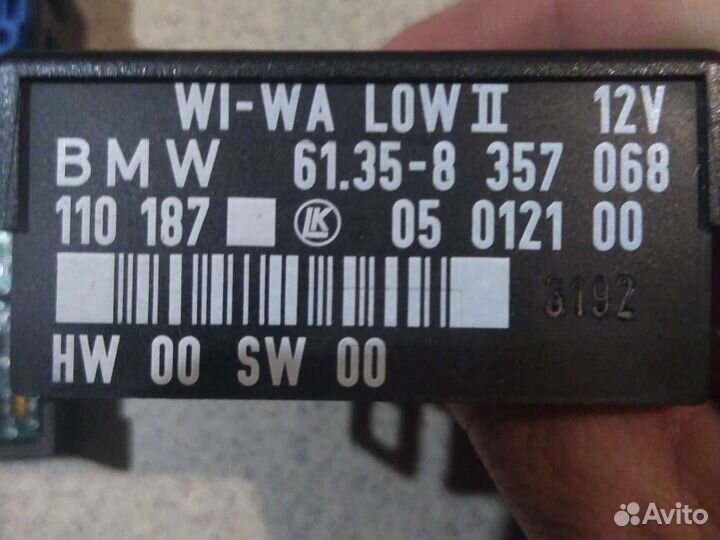 WI-WA LOW II 12V
BMW 61.35-8 357 068
110 187 LK 05 0121 00
3192
HW 00 SW 00
Avito